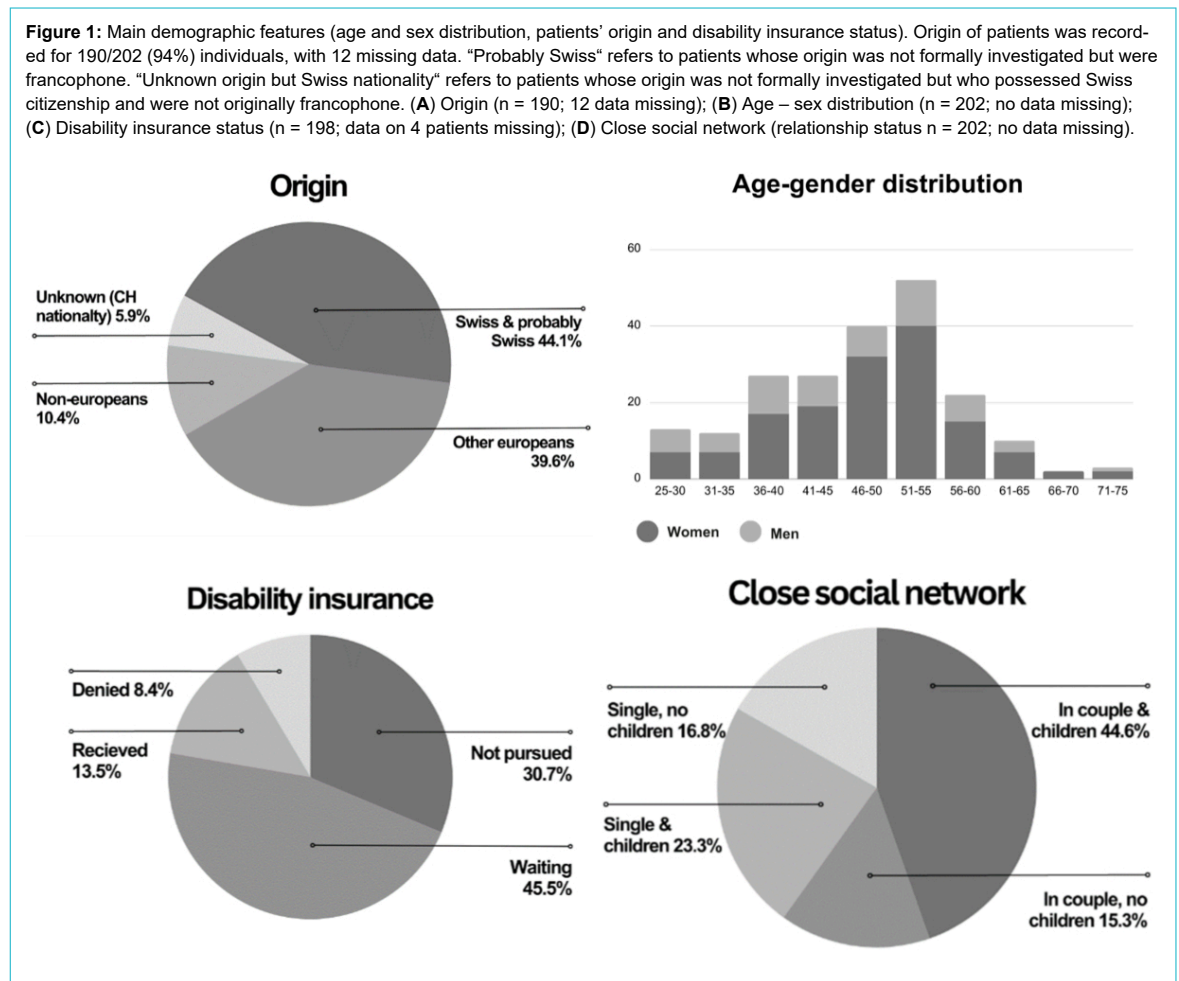 Figure 1: Main demographic features (age and sex distribution, patients’ origin and disability insurance status). Origin of patients was record-
ed for 190/202 (94%) individuals, with 12 missing data. “Probably Swiss“ refers to patients whose origin was not formally investigated but were
francophone. “Unknown origin but Swiss nationality“ refers to patients whose origin was not formally investigated but who possessed Swiss
citizenship and were not originally francophone. (A) Origin (n = 190; 12 data missing); (B) Age – sex distribution (n = 202; no data missing);
(C) Disability insurance status (n = 198; data on 4 patients missing); (D) Close social network (relationship status n = 202; no data missing).
Origin
Unknown (CH
nationalty) 5.9%
Swiss & probably
Swiss 44.1%
Non-europeans
10.4%
Other europeans
39.6%
Age-gender distribution
60
40
20
0
25-30 31-35 36-40 41-45 46-50 51-55 56-60 61-65 66-70 71-75
Women Men
Disability insurance
Denied 8.4%
Recieved
13.5%
Not pursued
30.7%
Waiting
45.5%
Close social network
Single, no
children 16.8%
In couple &
children 44.6%
Single &
children 23.3%
In couple, no
children 15.3%